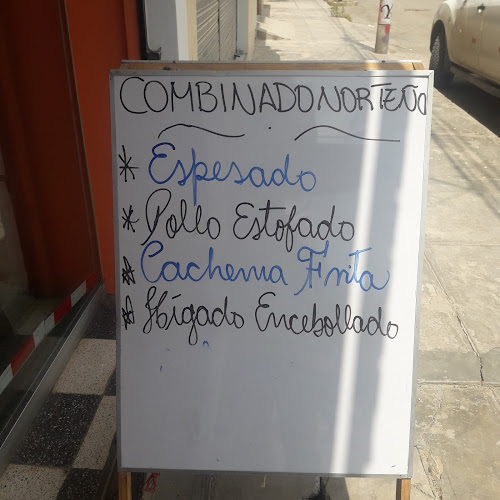 COMBINADO NORTEÑO
* Espesado
* Pollo Estofado
* Cachema Frita
* Hígado Encebollado